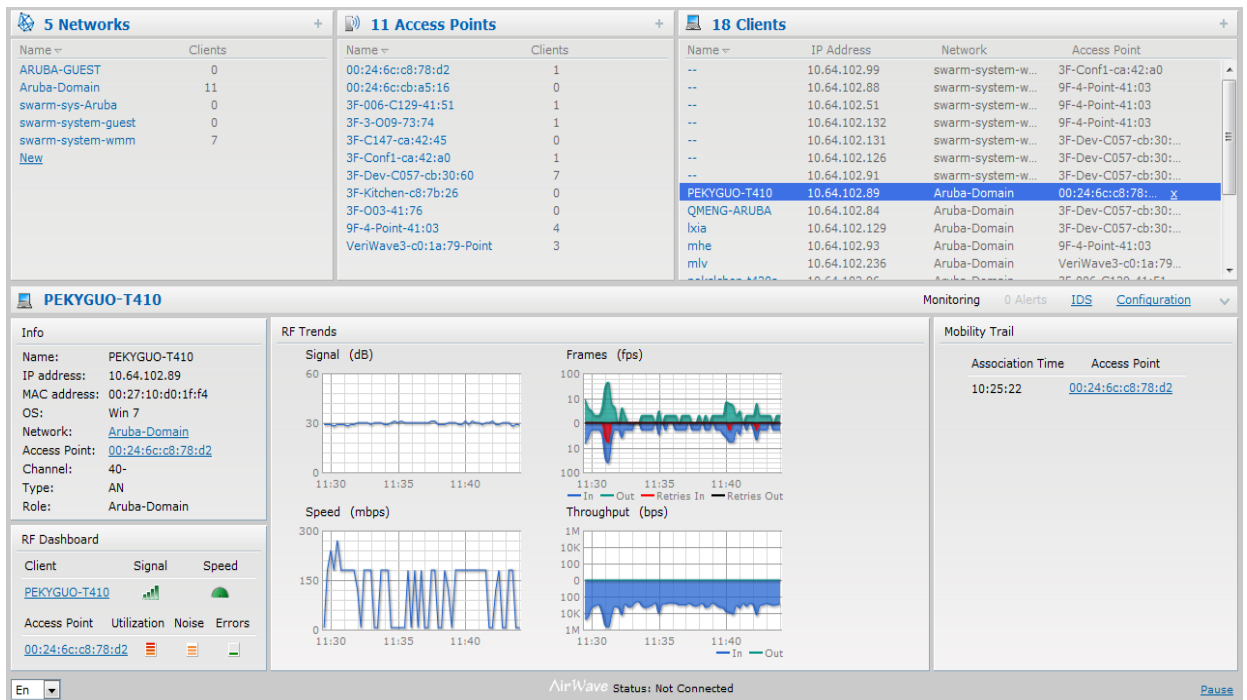 5 Networks +
Name Clients
ARUBA-GUEST 0
Aruba-Domain 11
swarm-sys-Aruba 0
swarm-system-guest 0
swarm-system-wmm 7
New
11 Access Points +
Name Clients
00:24:6c:c8:78:d2 1
00:24:6c:cb:a5:16 0
3F-006-C129-41:51 1
3F-3-O09-73:74 1
3F-C147-ca:42:45 0
3F-Conf1-ca:42:a0 1
3F-Dev-C057-cb:30:60 7
3F-Kitchen-c8:7b:26 0
3F-O03-41:76 0
9F-4-Point-41:03 4
VeriWave3-c0:1a:79-Point 3
18 Clients +
Name IP Address Network Access Point
-- 10.64.102.99 swarm-system-w... 3F-Conf1-ca:42:a0
-- 10.64.102.88 swarm-system-w... 9F-4-Point-41:03
-- 10.64.102.51 swarm-system-w... 9F-4-Point-41:03
-- 10.64.102.132 swarm-system-w... 9F-4-Point-41:03
-- 10.64.102.131 swarm-system-w... 3F-Dev-C057-cb:30:...
-- 10.64.102.126 swarm-system-w... 3F-Dev-C057-cb:30:...
-- 10.64.102.91 swarm-system-w... 3F-Dev-C057-cb:30:...
PEKYGUO-T410 10.64.102.89 Aruba-Domain 00:24:6c:c8:78:... x
QMENG-ARUBA 10.64.102.84 Aruba-Domain 3F-Dev-C057-cb:30:...
lxia 10.64.102.129 Aruba-Domain 3F-Dev-C057-cb:30:...
mhe 10.64.102.93 Aruba-Domain 9F-4-Point-41:03
mlv 10.64.102.236 Aruba-Domain VeriWave3-c0:1a:79...
PEKYGUO-T410 Monitoring 0 Alerts IDS Configuration
Info
Name: PEKYGUO-T410
IP address: 10.64.102.89
MAC address: 00:27:10:d0:1f:f4
OS: Win 7
Network: Aruba-Domain
Access Point: 00:24:6c:c8:78:d2
Channel: 40-
Type: AN
Role: Aruba-Domain
RF Dashboard
Client Signal Speed
PEKYGUO-T410
Access Point Utilization Noise Errors
00:24:6c:c8:78:d2
RF Trends
Signal (dB)
60
30
0
11:30 11:35 11:40
Frames (fps)
100
10
0
10
100
11:30 11:35 11:40
In Out Retries In Retries Out
Speed (mbps)
300
150
0
11:30 11:35 11:40
Throughput (bps)
1M
10K
100
0
100
10K
1M
11:30 11:35 11:40
In Out
Mobility Trail
Association Time Access Point
10:25:22 00:24:6c:c8:78:d2
En
AirWave Status: Not Connected
Pause